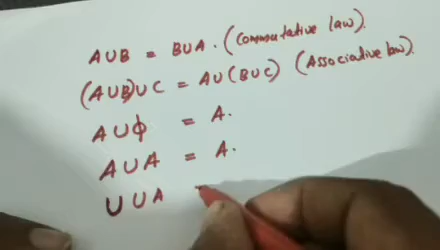 AUB = BUA. (Commutative law).
(AUB)UC = AU(BUC) (Associative law)
AUϕ = A.
AUA = A.
UUA